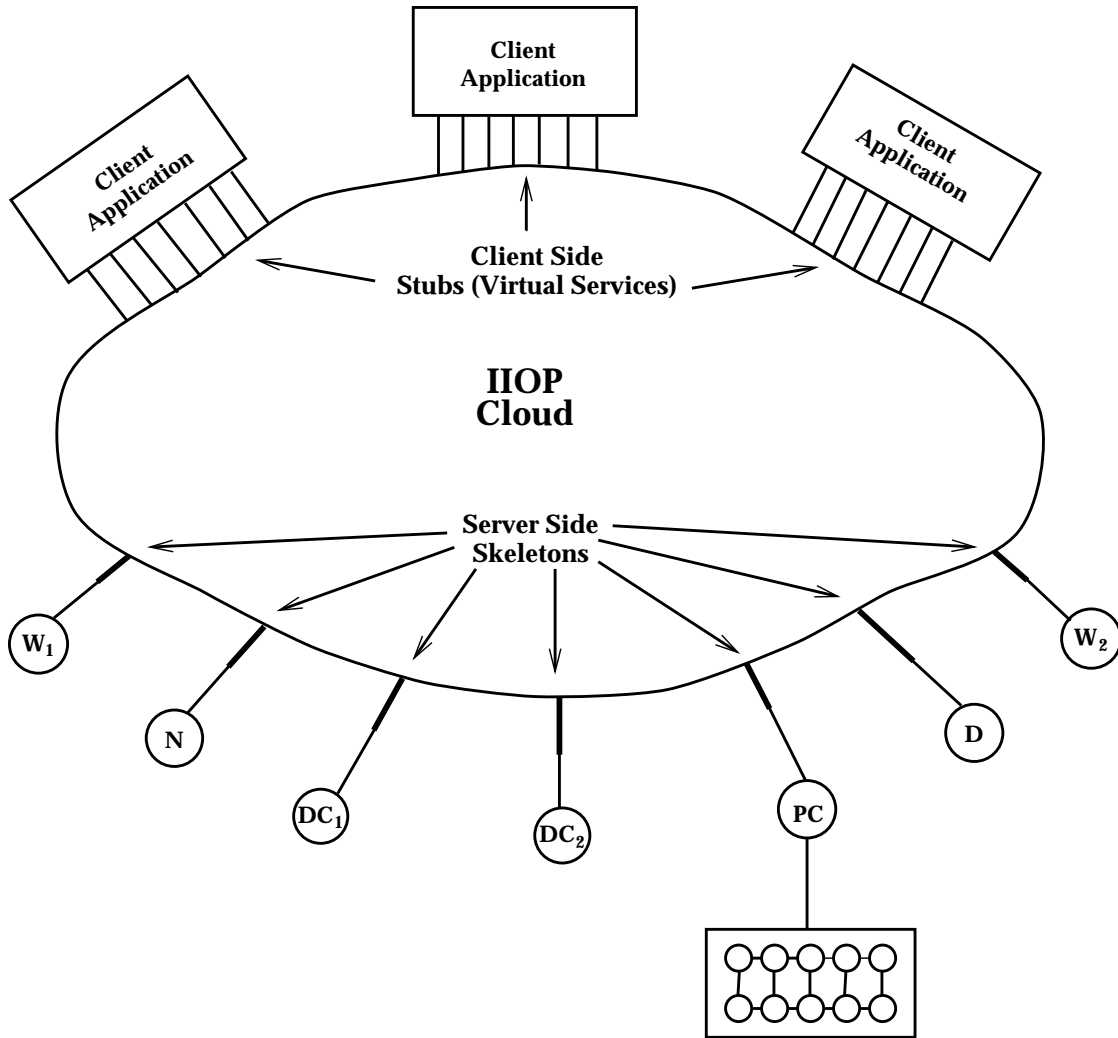 Client
Application
Client
Application
Client
Application
Client Side
Stubs (Virtual Services)
IIOP
Cloud
Server Side
Skeletons
W₁
N
DC₁
DC₂
PC
D
W₂